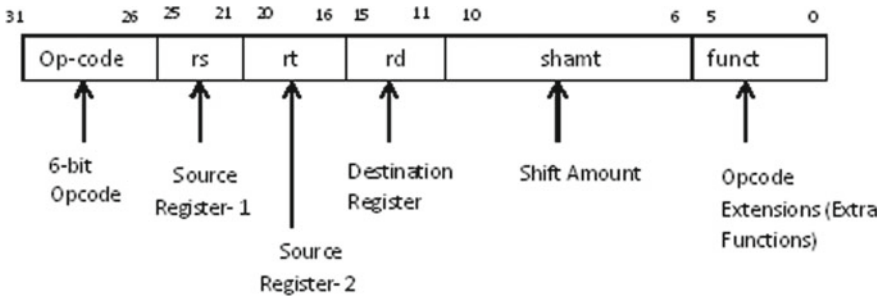 31 26 25 21 20 16 15 11 10 6 5 0
Op-code rs rt rd shamt funct
6-bit
Opcode
Source
Register- 1
Source
Register- 2
Destination
Register
Shift Amount
Opcode
Extensions (Extra
Functions)